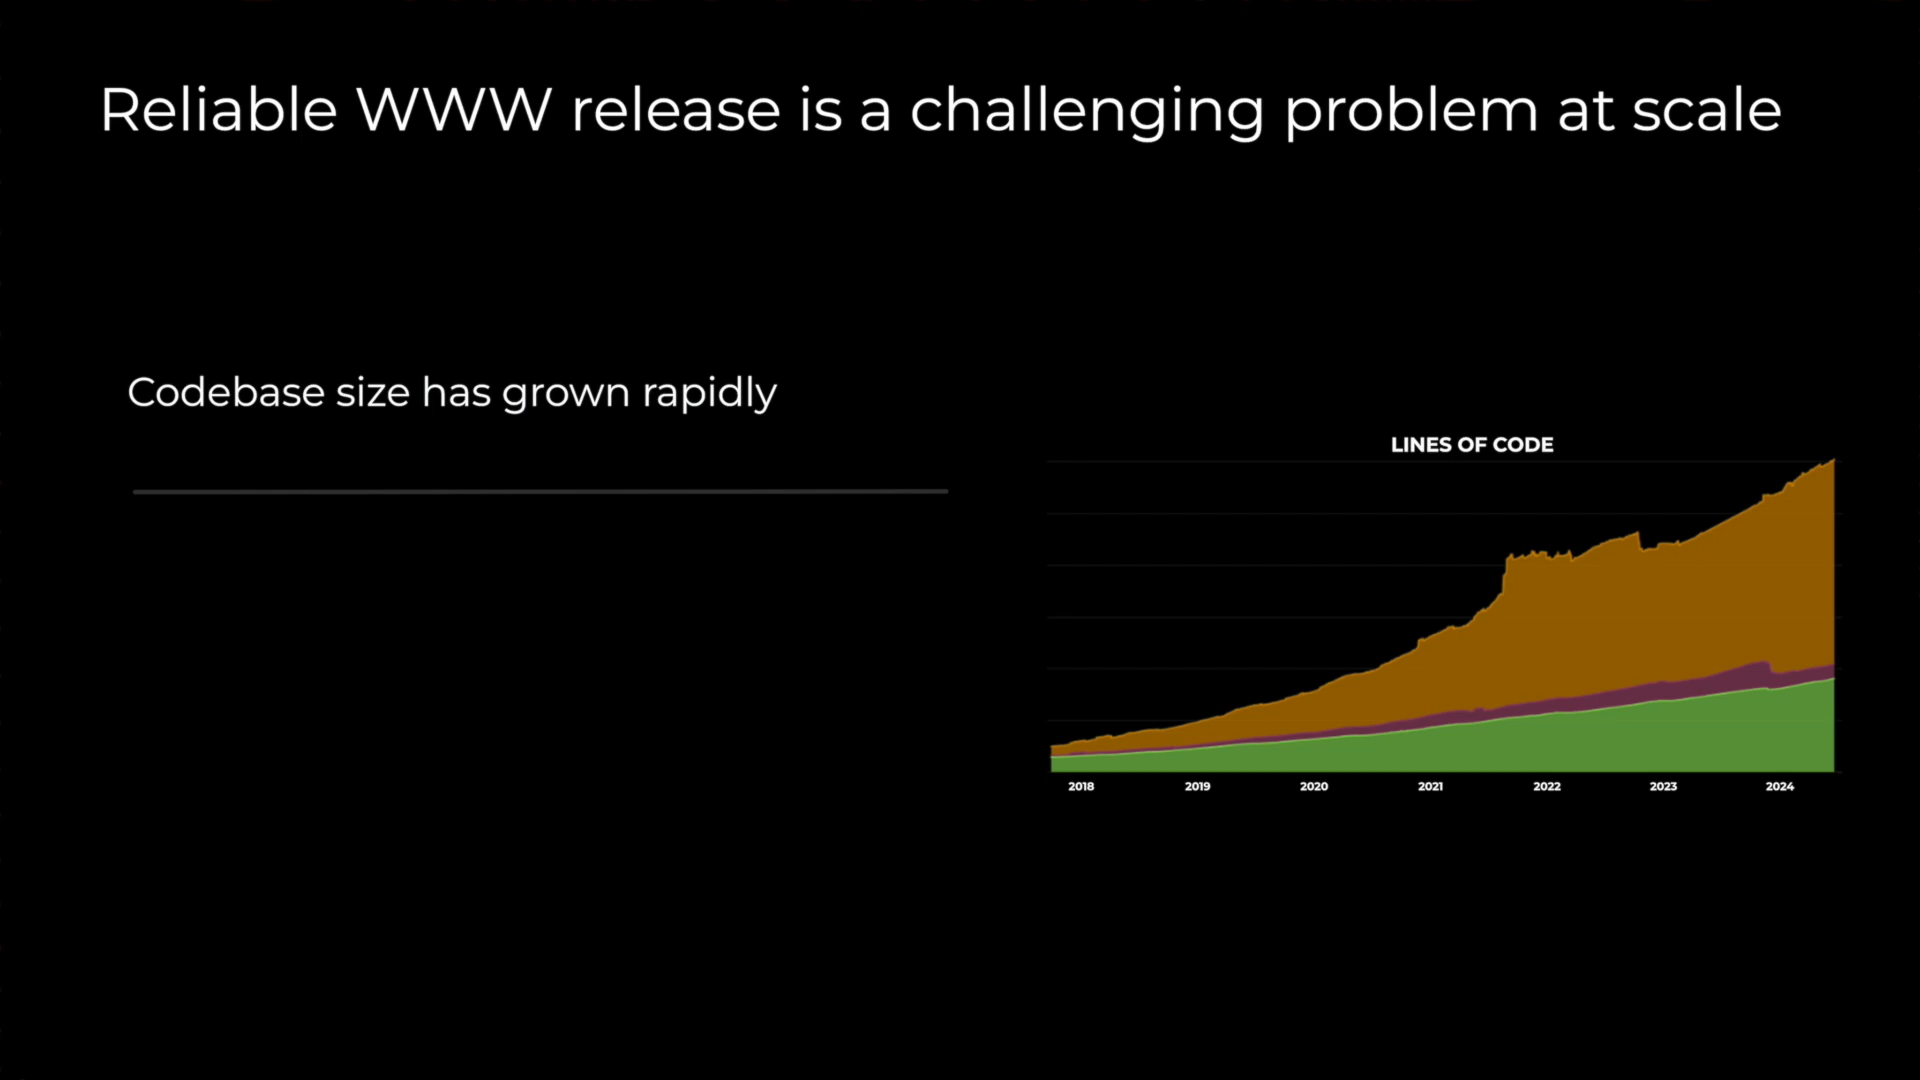 Reliable WWW release is a challenging problem at scale
Codebase size has grown rapidly
LINES OF CODE
2018 2019 2020 2021 2022 2023 2024